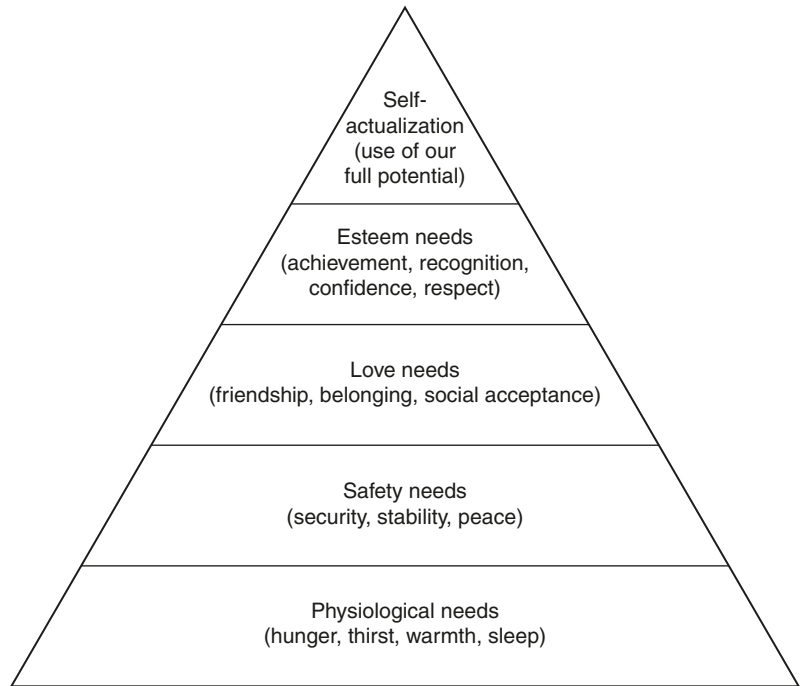 Self-
actualization
(use of our
full potential)
Esteem needs
(achievement, recognition,
confidence, respect)
Love needs
(friendship, belonging, social acceptance)
Safety needs
(security, stability, peace)
Physiological needs
(hunger, thirst, warmth, sleep)